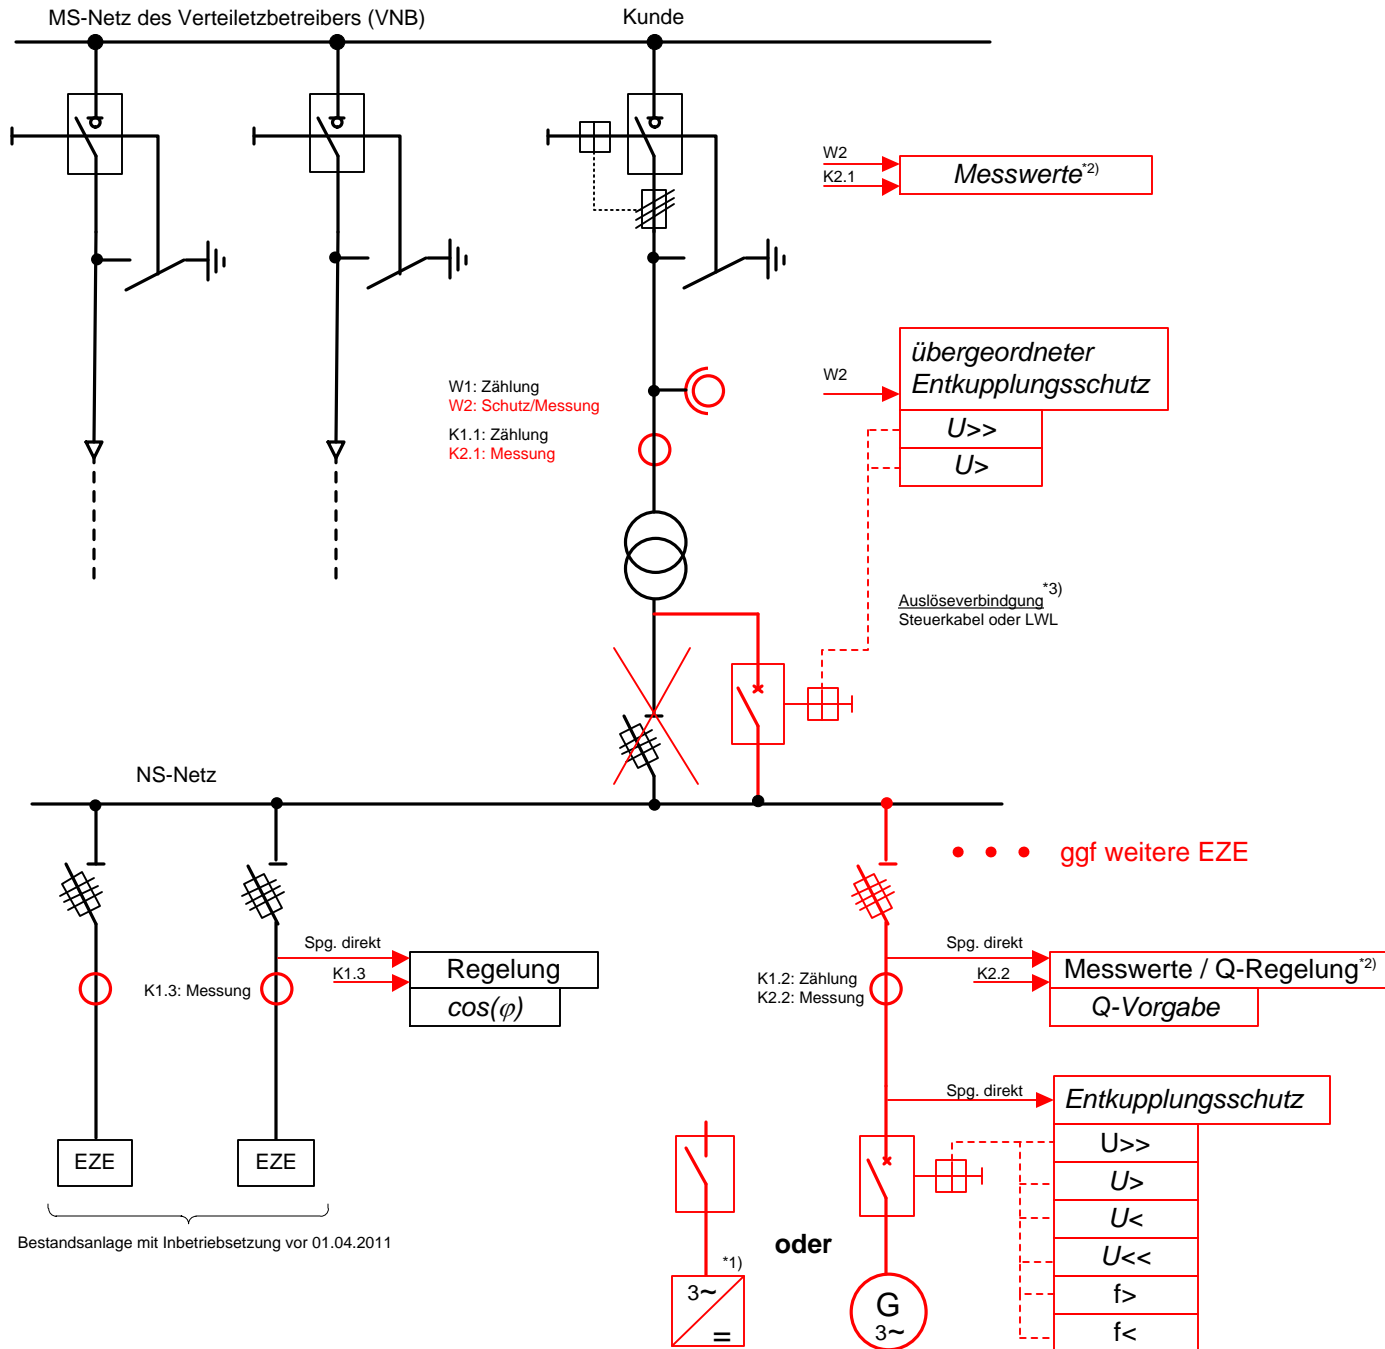 MS-Netz des Verteiletzbetreibers (VNB)
Kunde
W2
K2.1
Messwerte*2)
W2
übergeordneter
Entkupplungsschutz
U>>
U>
W1: Zählung
W2: Schutz/Messung
K1.1: Zählung
K2.1: Messung
Auslöseverbindgung*3)
Steuerkabel oder LWL
NS-Netz
ggf weitere EZE
Spg. direkt
K1.3
Regelung
cos(φ)
K1.3: Messung
K1.2: Zählung
K2.2: Messung
Spg. direkt
K2.2
Messwerte / Q-Regelung*2)
Q-Vorgabe
Spg. direkt
Entkupplungsschutz
U>>
U>
U<
U<<
f>
f<
EZE
EZE
Bestandsanlage mit Inbetriebsetzung vor 01.04.2011
*1)
3~
=
oder
G
3~